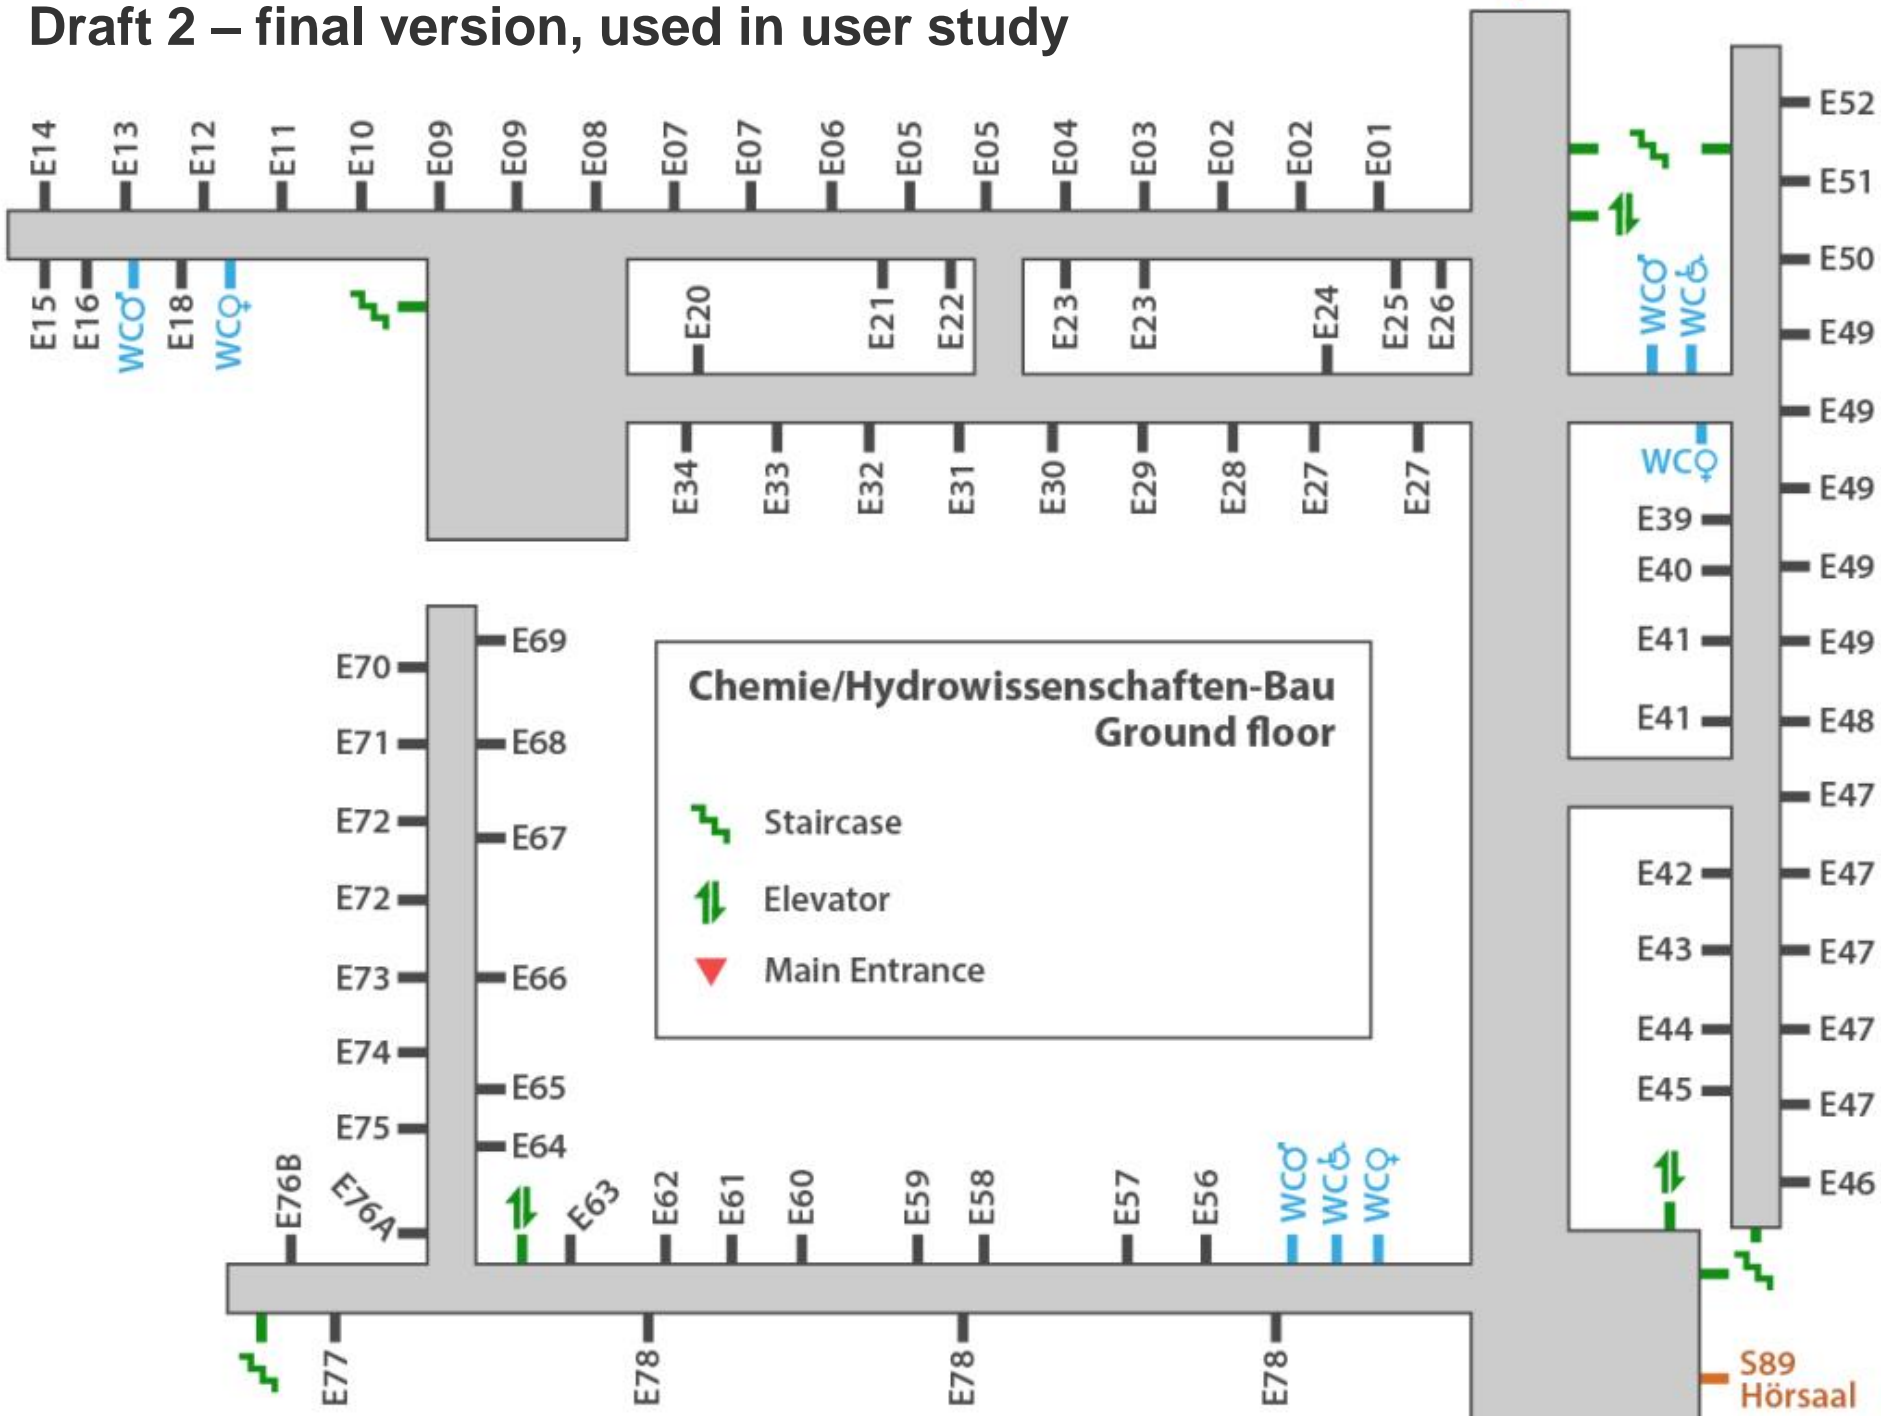 Draft 2 – final version, used in user study
E14 E13 E12 E11 E10 E09 E09 E08 E07 E07 E06 E05 E05 E04 E03 E02 E02 E01
E15 E16 WC♂ E18 WC♀
E20 E21 E22 E23 E23 E24 E25 E26
E34 E33 E32 E31 E30 E29 E28 E27 E27
WC♂ WC♿
WC♀
E52
E51
E50
E49
E49
E49
E49
E49
E48
E47
E47
E47
E47
E47
E46
E39
E40
E41
E41
E42
E43
E44
E45
Chemie/Hydrowissenschaften-Bau
Ground floor
Staircase
Elevator
Main Entrance
E70
E71
E72
E72
E73
E74
E75
E76A
E76B
E69
E68
E67
E66
E65
E64
E63 E62 E61 E60 E59 E58 E57 E56 WC♂ WC♿ WC♀
E77 E78 E78 E78
S89
Hörsaal